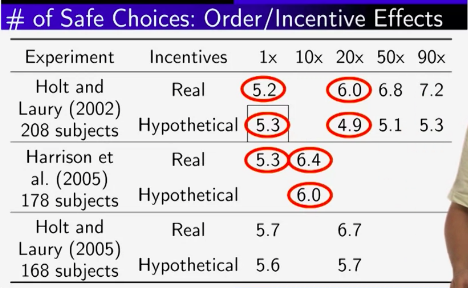 # of Safe Choices: Order/Incentive Effects
Experiment Incentives 1x 10x 20x 50x 90x
Holt and
Laury (2002)
208 subjects
Real 5.2 6.0 6.8 7.2
Hypothetical 5.3 4.9 5.1 5.3
Harrison et
al. (2005)
178 subjects
Real 5.3 6.4
Hypothetical 6.0
Holt and
Laury (2005)
168 subjects
Real 5.7 6.7
Hypothetical 5.6 5.7